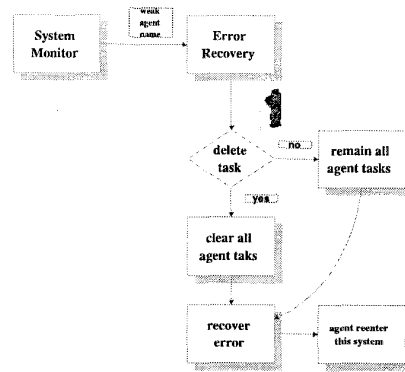 weak
agent
name
System
Monitor
Error
Recovery
delete
task
no
remain all
agent tasks
yes
clear all
agent taks
recover
error
agent reenter
this system